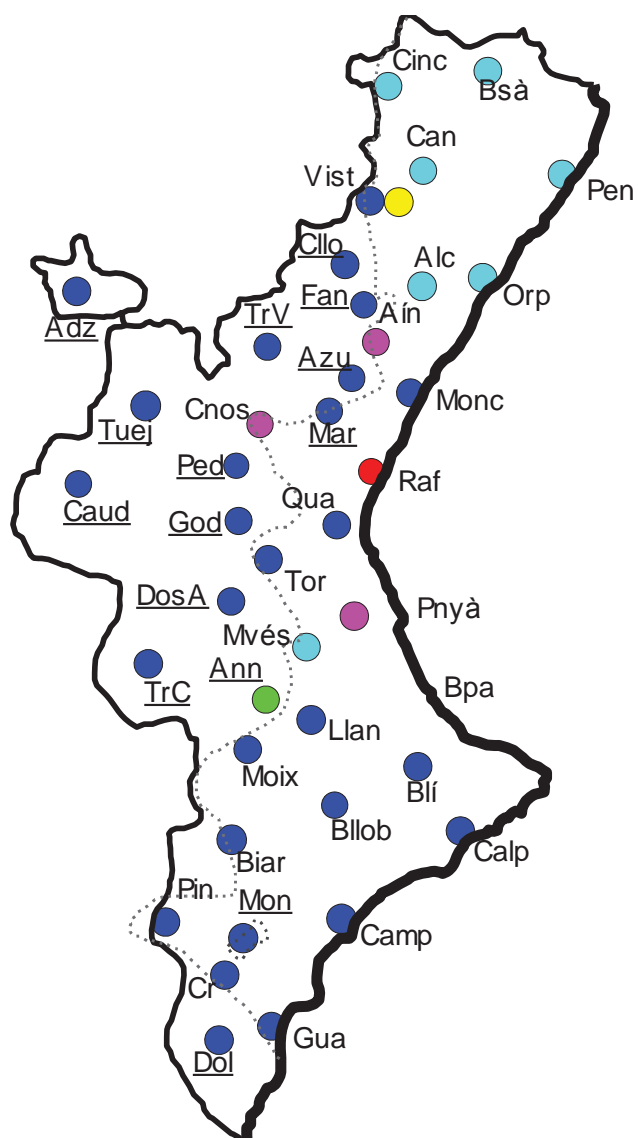 Cinc
Bsà
Can
Vist
Pen
Cllo
Alc
Fan
Orp
Adz
TrV
Aín
Azu
Monc
Cnos
Mar
Tuej
Ped
Raf
Caud
Qua
God
Tor
DosA
Pnyà
Mvés
Ann
TrC
Bpa
Llan
Moix
Blí
Bllob
Calp
Biar
Pin
Mon
Camp
Cr
Gua
Dol